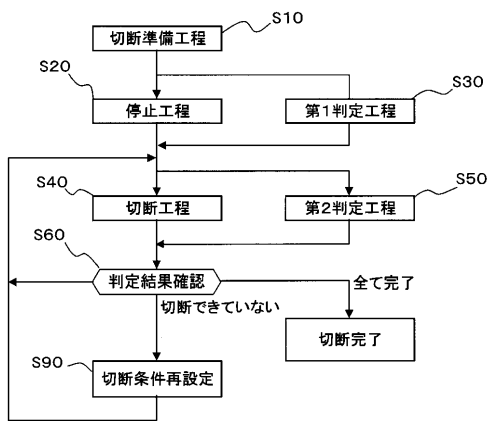 S10
切断準備工程
S20
S30
停止工程
第1判定工程
S40
S50
切断工程
第2判定工程
S60
判定結果確認
全て完了
切断できていない
切断完了
S90
切断条件再設定